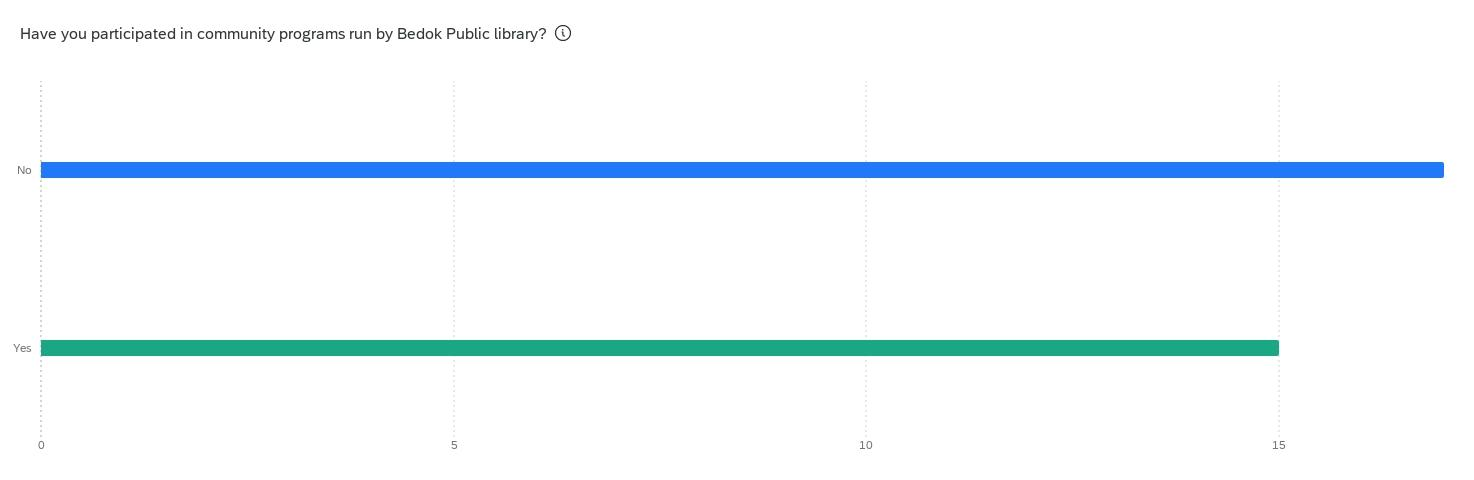 Have you participated in community programs run by Bedok Public library?
No
Yes
0 5 10 15